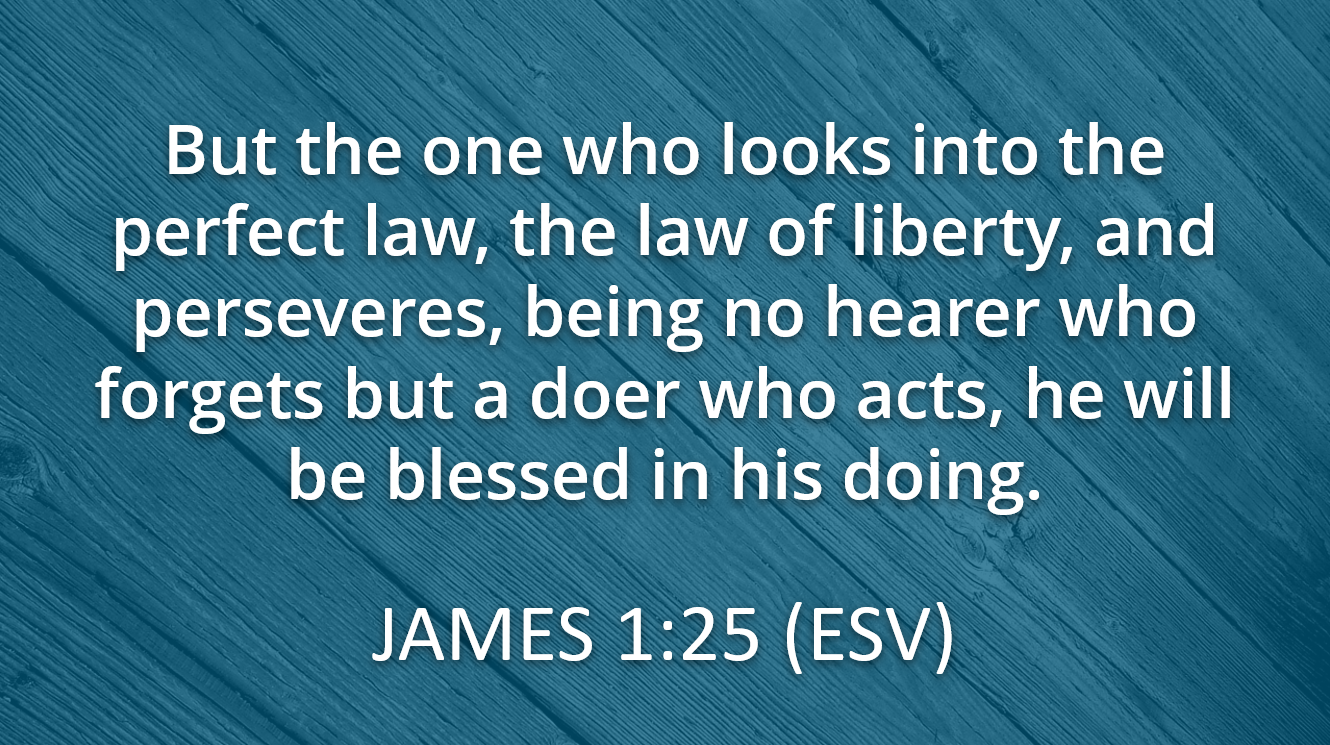 But the one who looks into the
perfect law, the law of liberty, and
perseveres, being no hearer who
forgets but a doer who acts, he will
be blessed in his doing.
JAMES 1:25 (ESV)